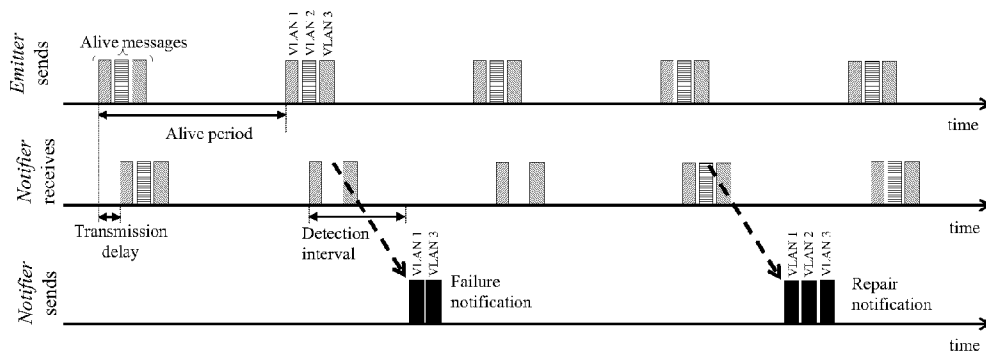 Emitter
sends
Alive messages
VLAN 1
VLAN 2
VLAN 3
Alive period
time
Notifier
receives
Transmission
delay
Detection
interval
time
Notifier
sends
VLAN 1
VLAN 3
Failure
notification
VLAN 1
VLAN 2
VLAN 3
Repair
notification
time